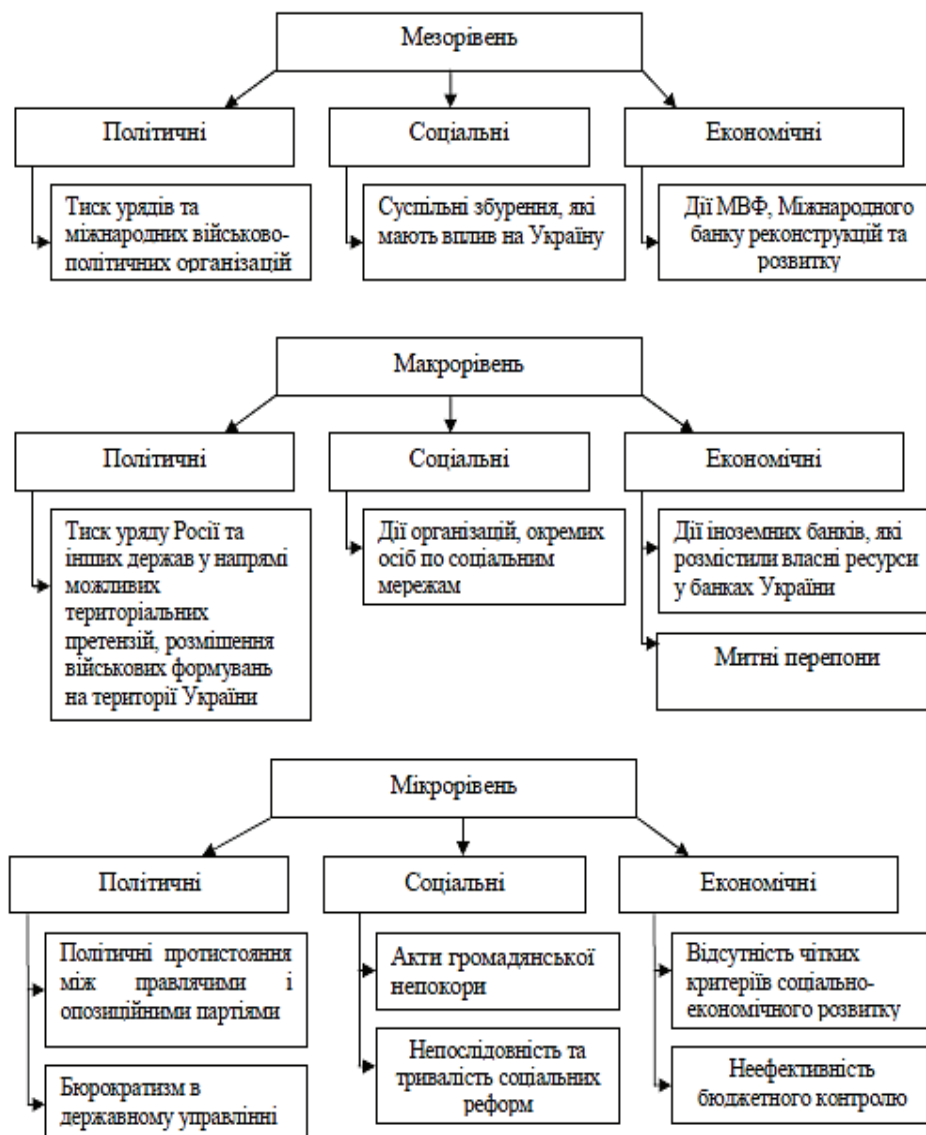 Мезорівень
Політичні
Соціальні
Економічні
Тиск урядів та
міжнародних військово-
політичних організацій
Суспільні збурення, які
мають вплив на Україну
Дії МВФ, Міжнародного
банку реконструкцій та
розвитку
Макрорівень
Політичні
Соціальні
Економічні
Тиск уряду Росії та
інших держав у напрямі
можливих
територіальних
претензій, розмішення
військових формувань
на території України
Дії організацій, окремих
осіб по соціальним
мережам
Дії іноземних банків, які
розмістили власні ресурси
у банках України
Митні перепони
Мікрорівень
Політичні
Соціальні
Економічні
Політичні протистояння
між правлячими і
опозиційними партіями
Бюрократизм в
державному управлінні
Акти громадянської
непокори
Непослідовність та
тривалість соціальних
реформ
Відсутність чітких
критеріїв соціально-
економічного розвитку
Неефективність
бюджетного контролю